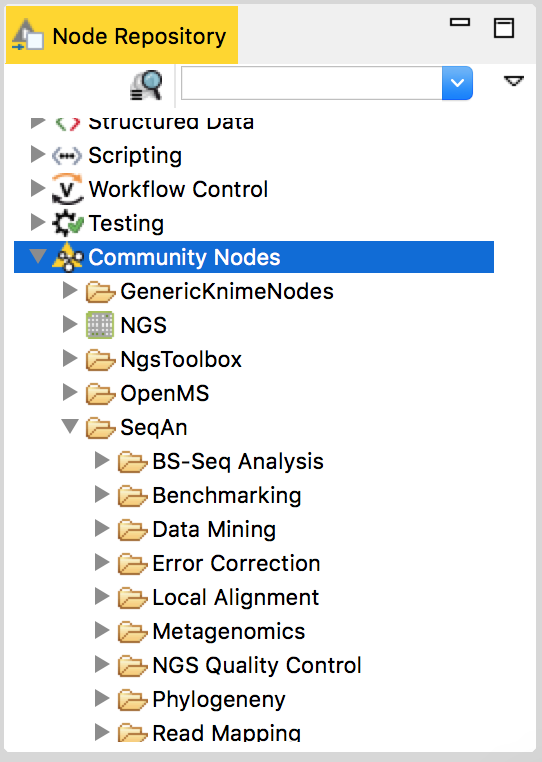 Node Repository
Structured Data
Scripting
Workflow Control
Testing
Community Nodes
GenericKnimeNodes
NGS
NgsToolbox
OpenMS
SeqAn
BS-Seq Analysis
Benchmarking
Data Mining
Error Correction
Local Alignment
Metagenomics
NGS Quality Control
Phylogeneny
Read Mapping